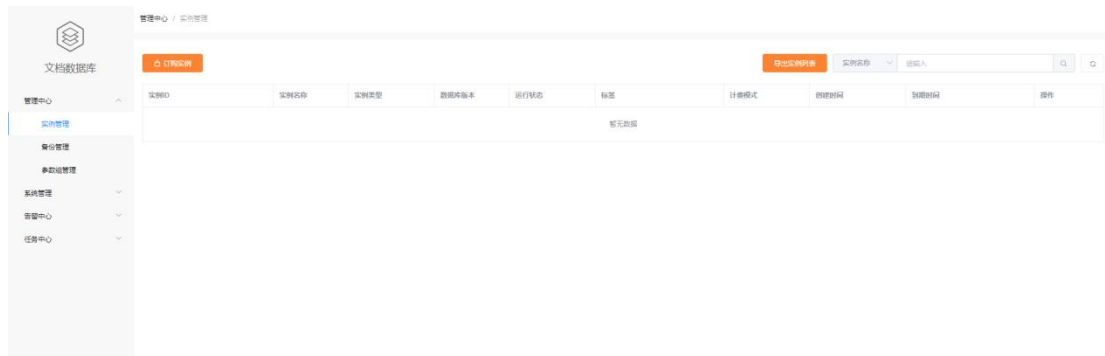 管理中心 / 实例管理
文档数据库
订购实例
导出实例列表
实例名称
请输入
管理中心
实例管理
备份管理
参数组管理
系统管理
告警中心
任务中心
实例ID
实例名称
实例类型
数据库版本
运行状态
标签
计费模式
创建时间
到期时间
操作
暂无数据